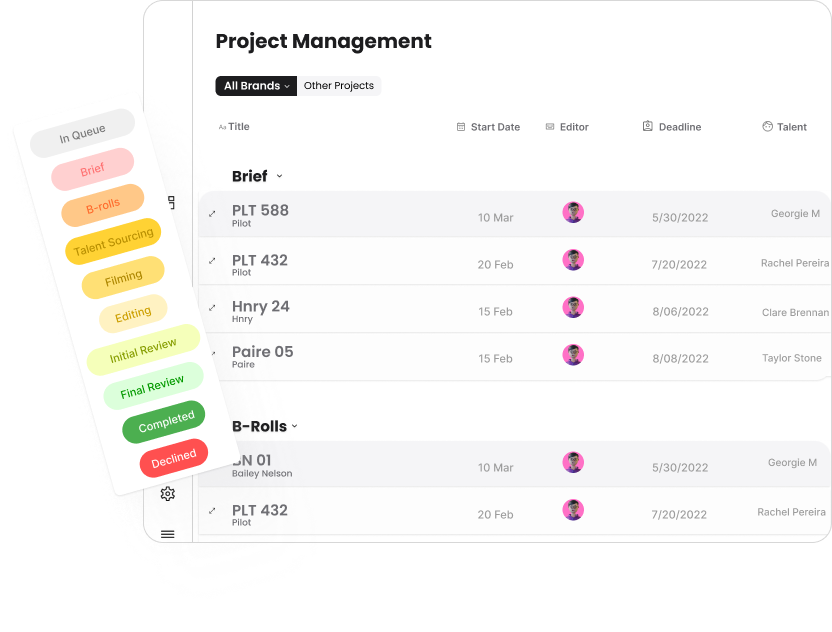 Project Management
All Brands Other Projects
Aa Title Start Date Editor Deadline Talent
In Queue
Brief
B-rolls
Talent Sourcing
Filming
Editing
Initial Review
Final Review
Completed
Declined
Brief
PLT 588 10 Mar 5/30/2022 Georgie M
Pilot
PLT 432 20 Feb 7/20/2022 Rachel Pereira
Pilot
Hnry 24 15 Feb 8/06/2022 Clare Brennan
Hnry
Paire 05 15 Feb 8/08/2022 Taylor Stone
Paire
B-Rolls
BN 01 10 Mar 5/30/2022 Georgie M
Bailey Nelson
PLT 432 20 Feb 7/20/2022 Rachel Pereira
Pilot